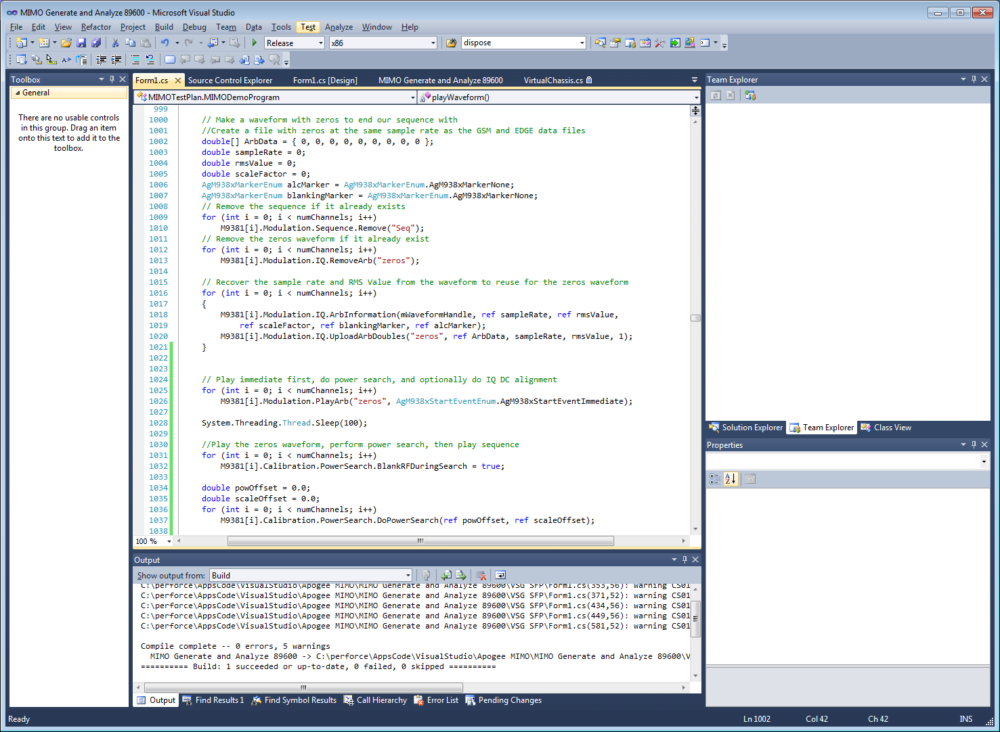 MIMO Generate and Analyze 89600 - Microsoft Visual Studio
File Edit View Refactor Project Build Debug Team Data Tools Test Analyze Window Help
Release x86 dispose
Toolbox
General
There are no usable controls
in this group. Drag an item
onto this text to add it to the
toolbox.
Form1.cs Source Control Explorer Form1.cs [Design] MIMO Generate and Analyze 89600 VirtualChassis.cs
MIMOTestPlan.MIMODemoProgram playWaveform()
999
1000 // Make a waveform with zeros to end our sequence with
1001 //Create a file with zeros at the same sample rate as the GSM and EDGE data files
1002 double[] ArbData = { 0, 0, 0, 0, 0, 0, 0, 0, 0 };
1003 double sampleRate = 0;
1004 double rmsValue = 0;
1005 double scaleFactor = 0;
1006 AgM938xMarkerEnum alcMarker = AgM938xMarkerEnum.AgM938xMarkerNone;
1007 AgM938xMarkerEnum blankingMarker = AgM938xMarkerEnum.AgM938xMarkerNone;
1008 // Remove the sequence if it already exists
1009 for (int i = 0; i < numChannels; i++)
1010 M9381[i].Modulation.Sequence.Remove("Seq");
1011 // Remove the zeros waveform if it already exist
1012 for (int i = 0; i < numChannels; i++)
1013 M9381[i].Modulation.IQ.RemoveArb("zeros");
1014
1015 // Recover the sample rate and RMS Value from the waveform to reuse for the zeros waveform
1016 for (int i = 0; i < numChannels; i++)
1017 {
1018 M9381[i].Modulation.IQ.ArbInformation(mWaveformHandle, ref sampleRate, ref rmsValue,
1019 ref scaleFactor, ref blankingMarker, ref alcMarker);
1020 M9381[i].Modulation.IQ.UploadArbDoubles("zeros", ref ArbData, sampleRate, rmsValue, 1);
1021 }
1022
1023
1024 // Play immediate first, do power search, and optionally do IQ DC alignment
1025 for (int i = 0; i < numChannels; i++)
1026 M9381[i].Modulation.PlayArb("zeros", AgM938xStartEventEnum.AgM938xStartEventImmediate);
1027
1028 System.Threading.Thread.Sleep(100);
1029
1030 //Play the zeros waveform, perform power search, then play sequence
1031 for (int i = 0; i < numChannels; i++)
1032 M9381[i].Calibration.PowerSearch.BlankRFDuringSearch = true;
1033
1034 double powOffset = 0.0;
1035 double scaleOffset = 0.0;
1036 for (int i = 0; i < numChannels; i++)
1037 M9381[i].Calibration.PowerSearch.DoPowerSearch(ref powOffset, ref scaleOffset);
1038
100 %
Output
Show output from: Build
C:\perforce\AppsCode\VisualStudio\Apogee MIMO\MIMO Generate and Analyze 89600\VSG SFP\Form1.cs(353,56): warning CS01
C:\perforce\AppsCode\VisualStudio\Apogee MIMO\MIMO Generate and Analyze 89600\VSG SFP\Form1.cs(371,52): warning CS01
C:\perforce\AppsCode\VisualStudio\Apogee MIMO\MIMO Generate and Analyze 89600\VSG SFP\Form1.cs(434,56): warning CS01
C:\perforce\AppsCode\VisualStudio\Apogee MIMO\MIMO Generate and Analyze 89600\VSG SFP\Form1.cs(449,56): warning CS01
C:\perforce\AppsCode\VisualStudio\Apogee MIMO\MIMO Generate and Analyze 89600\VSG SFP\Form1.cs(581,52): warning CS01
Compile complete -- 0 errors, 5 warnings
MIMO Generate and Analyze 89600 -> C:\perforce\AppsCode\VisualStudio\Apogee MIMO\MIMO Generate and Analyze 89600\V
========== Build: 1 succeeded or up-to-date, 0 failed, 0 skipped ==========
Output Find Results 1 Find Symbol Results Call Hierarchy Error List Pending Changes
Team Explorer
Solution Explorer Team Explorer Class View
Properties
Ready Ln 1002 Col 42 Ch 42 INS